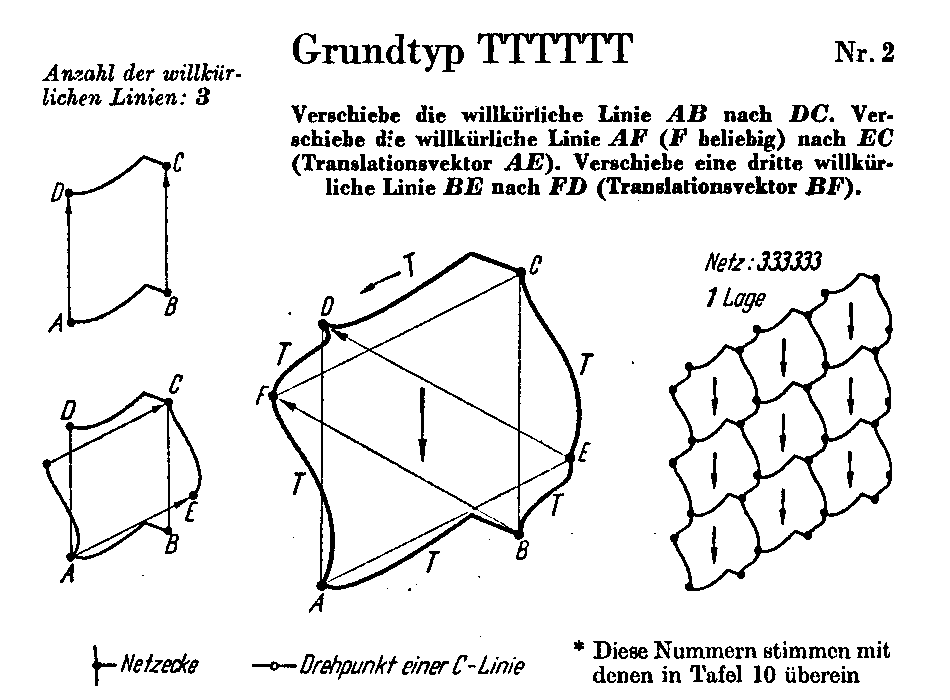 Grundtyp TTTTTT
Nr. 2
Anzahl der willkür-
lichen Linien: 3
Verschiebe die willkürliche Linie AB nach DC. Ver-
schiebe die willkürliche Linie AF (F beliebig) nach EC
(Translationsvektor AE). Verschiebe eine dritte willkür-
liche Linie BE nach FD (Translationsvektor BF).
D
C
A
B
D
C
E
B
A
T
D
C
T
T
F
E
T
T
T
B
A
Netz: 333333
1 Lage
Netzecke
Drehpunkt einer C-Linie
* Diese Nummern stimmen mit
denen in Tafel 10 überein